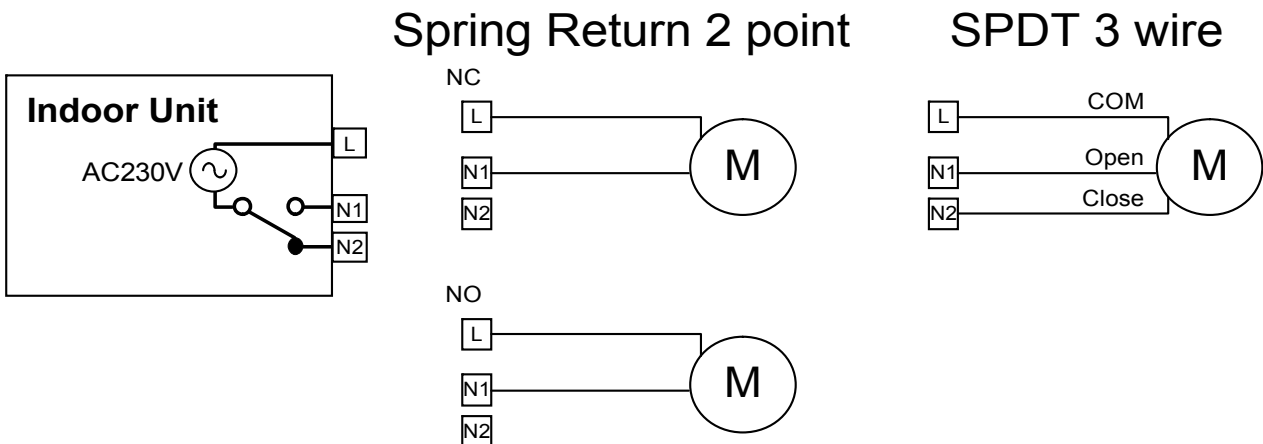 Spring Return 2 point
SPDT 3 wire
Indoor Unit
AC230V
L
N1
N2
NC
L
N1
N2
M
L
N1
N2
COM
Open
Close
M
NO
L
N1
N2
M